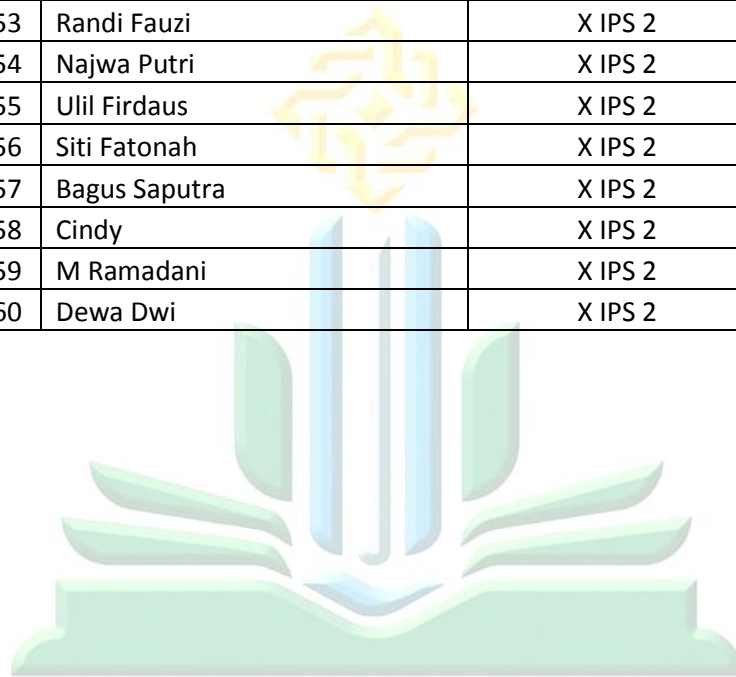 53 Randi Fauzi X IPS 2
54 Najwa Putri X IPS 2
55 Ulil Firdaus X IPS 2
56 Siti Fatonah X IPS 2
57 Bagus Saputra X IPS 2
58 Cindy X IPS 2
59 M Ramadani X IPS 2
60 Dewa Dwi X IPS 2